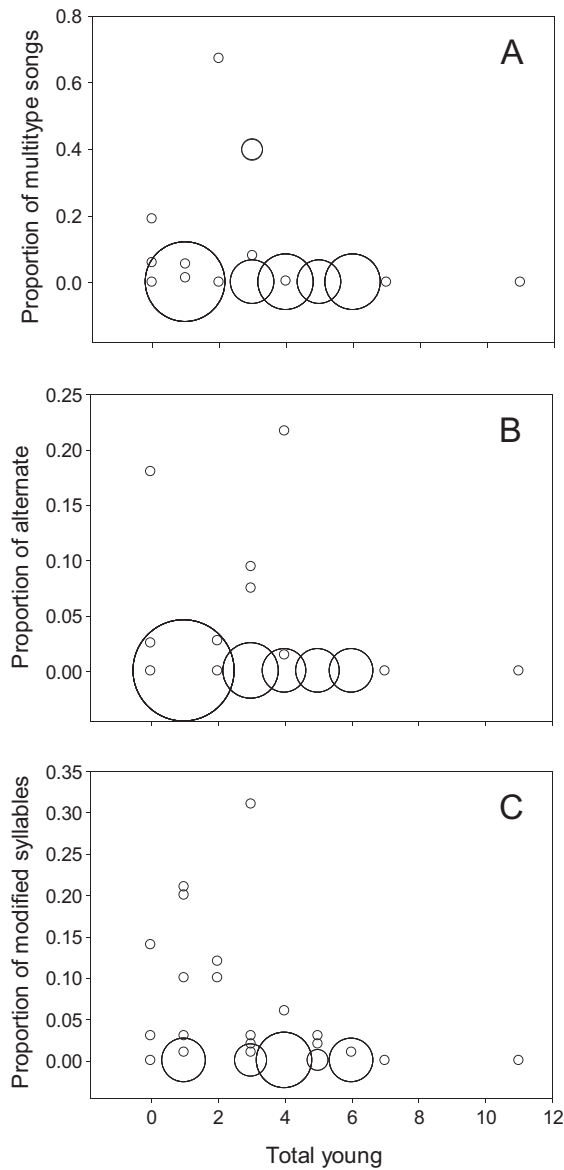 A
Proportion of multitype songs
0.8
0.6
0.4
0.2
0.0
B
Proportion of alternate
0.25
0.20
0.15
0.10
0.05
0.00
C
Proportion of modified syllables
0.35
0.30
0.25
0.20
0.15
0.10
0.05
0.00
0 2 4 6 8 10 12
Total young